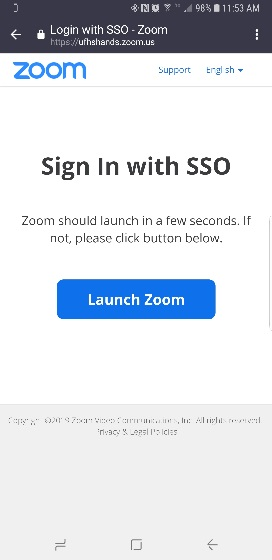 98% 11:53 AM
Login with SSO - Zoom
https://ufhshands.zoom.us
zoom
Support English
Sign In with SSO
Zoom should launch in a few seconds. If
not, please click button below.
Launch Zoom
Copyright ©2019 Zoom Video Communications, Inc. All rights reserved.
Privacy & Legal Policies